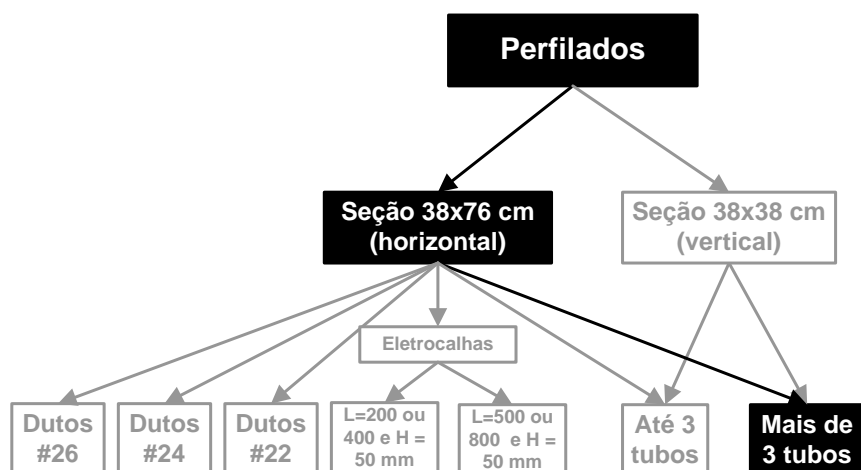 Perfilados
Seção 38x76 cm
(horizontal)
Seção 38x38 cm
(vertical)
Eletrocalhas
Dutos
#26
Dutos
#24
Dutos
#22
L=200 ou
400 e H =
50 mm
L=500 ou
800 e H =
50 mm
Até 3
tubos
Mais de
3 tubos